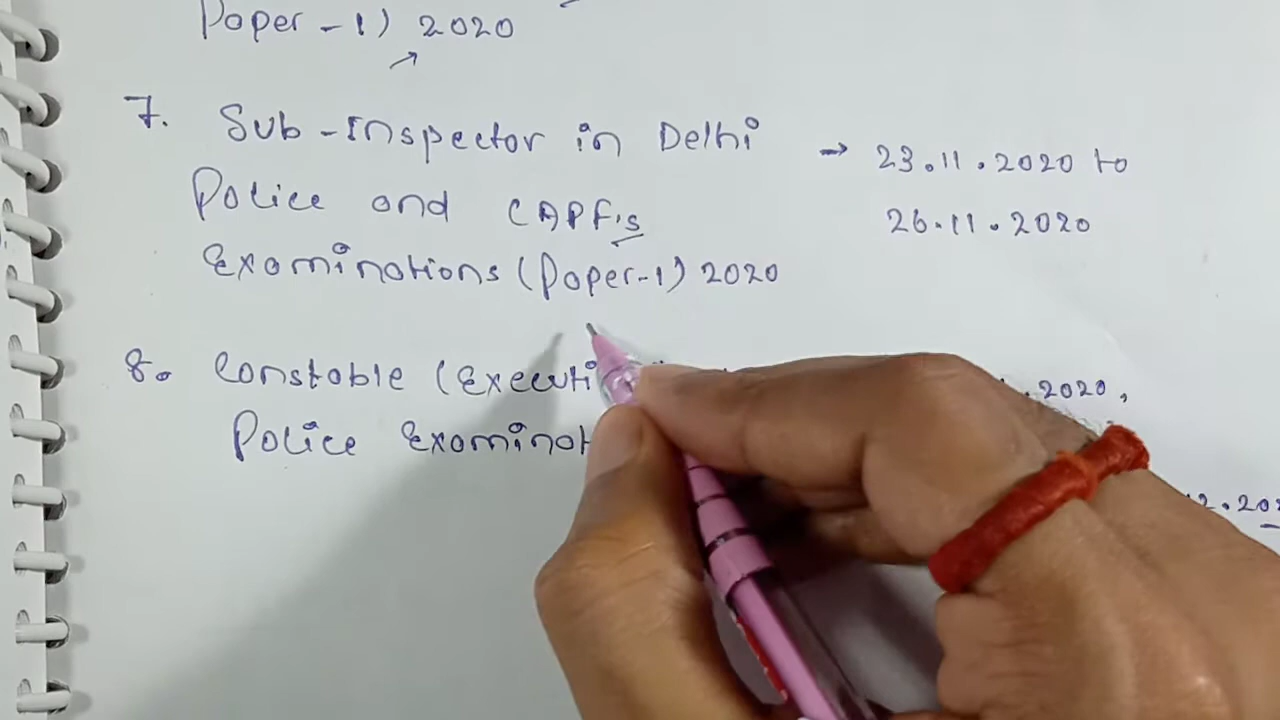 Paper - 1) 2020
7. Sub-Inspector in Delhi → 23.11.2020 to
Police and CAPF's 26.11.2020
Examinations (Paper-1) 2020
8. Constable (Executi .2020,
Police Examinat